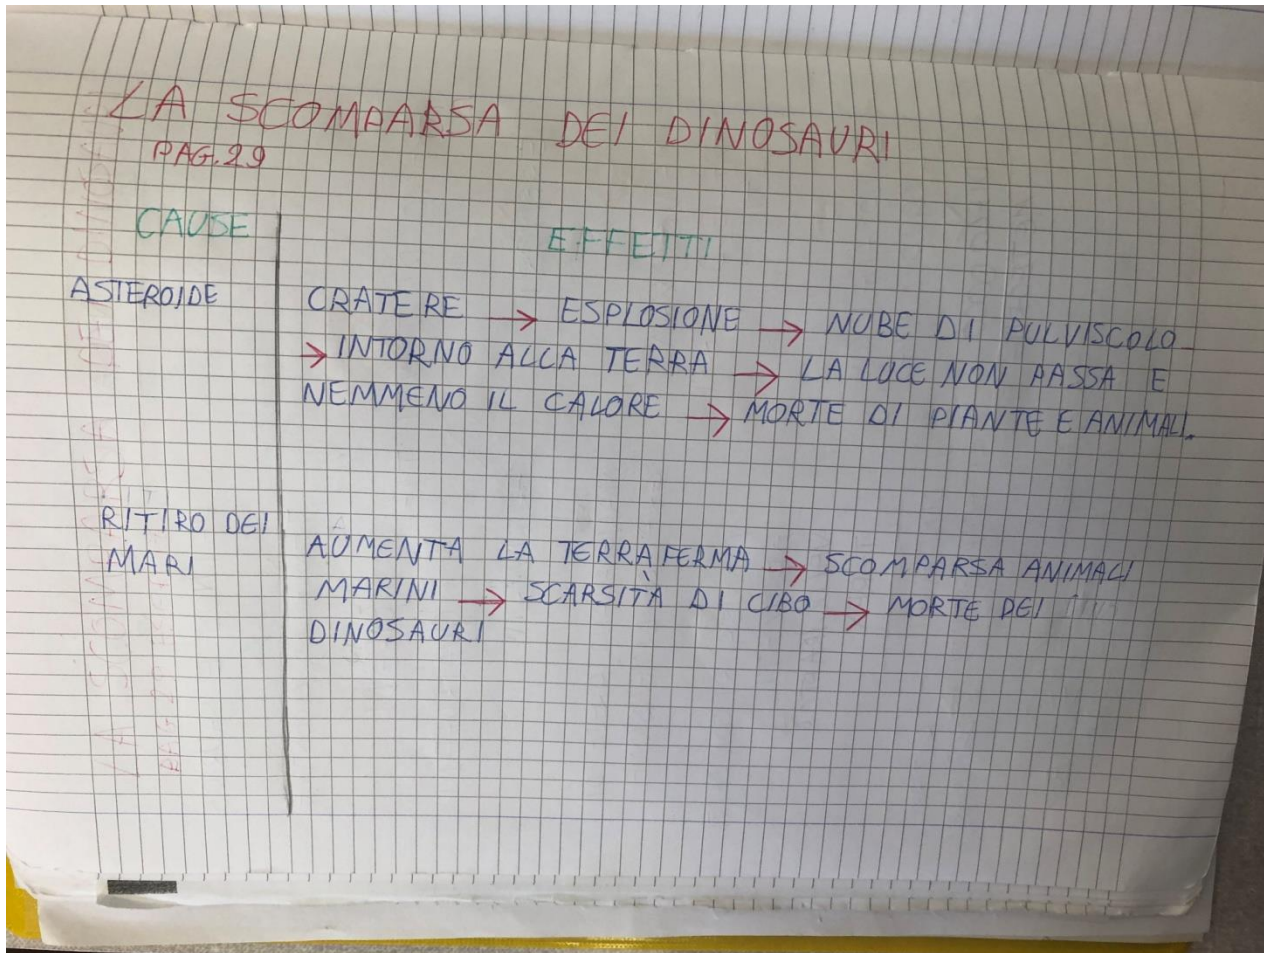 LA SCOMPARSA DEI DINOSAURI
PAG.29
CAUSE
EFFETTI
ASTEROIDE
CRATERE → ESPLOSIONE → NUBE DI PULVISCOLO
→ INTORNO ALLA TERRA → LA LUCE NON PASSA E
NEMMENO IL CALORE → MORTE DI PIANTE E ANIMALI.
RITIRO DEI
MARI
AUMENTA LA TERRAFERMA → SCOMPARSA ANIMALI
MARINI → SCARSITÀ DI CIBO → MORTE DEI
DINOSAURI